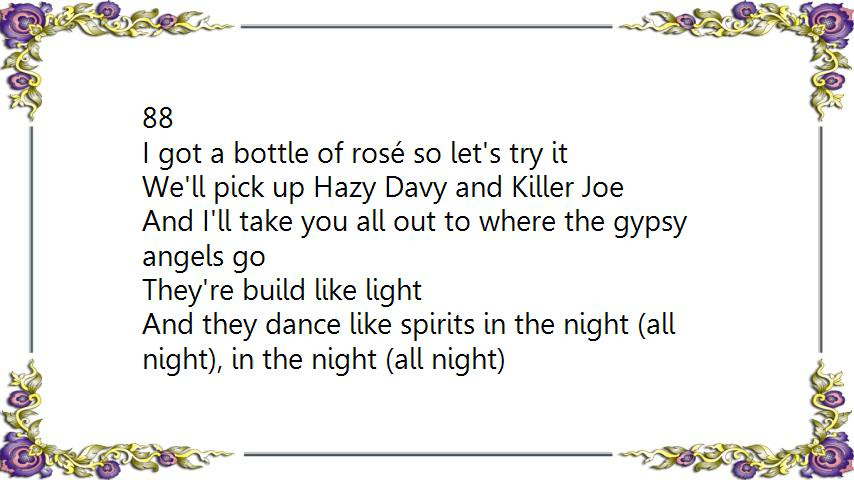 88
I got a bottle of rosé so let's try it
We'll pick up Hazy Davy and Killer Joe
And I'll take you all out to where the gypsy
angels go
They're build like light
And they dance like spirits in the night (all
night), in the night (all night)